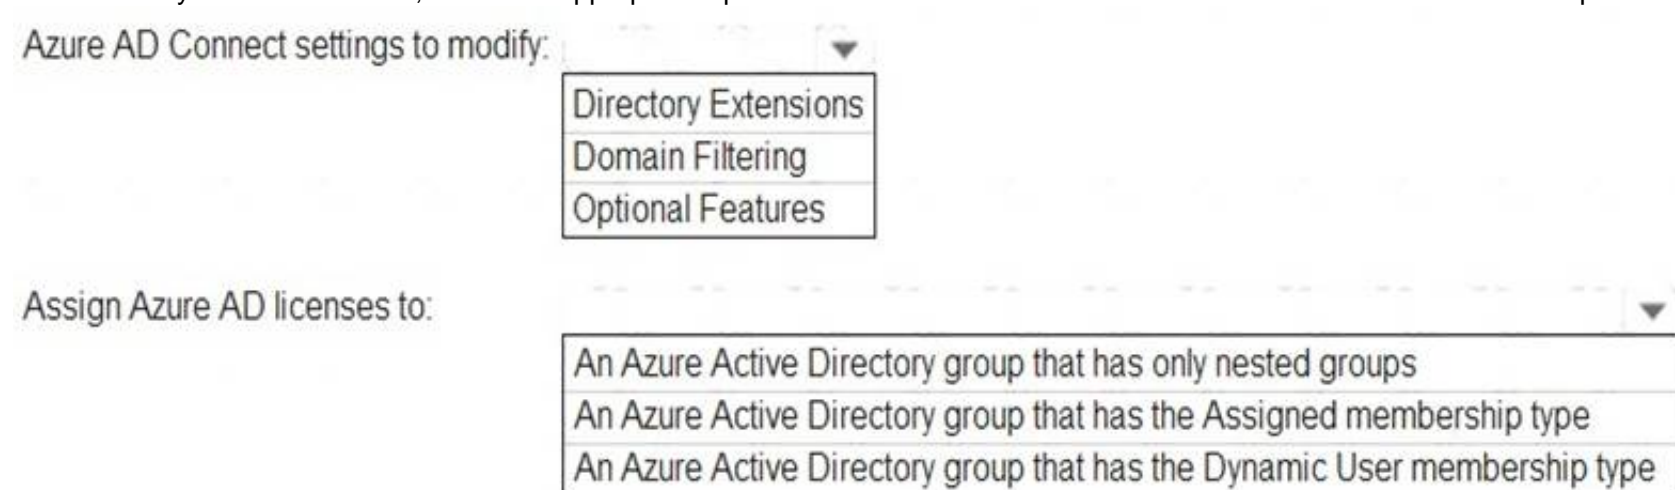 Azure AD Connect settings to modify:
Directory Extensions
Domain Filtering
Optional Features
Assign Azure AD licenses to:
An Azure Active Directory group that has only nested groups
An Azure Active Directory group that has the Assigned membership type
An Azure Active Directory group that has the Dynamic User membership type